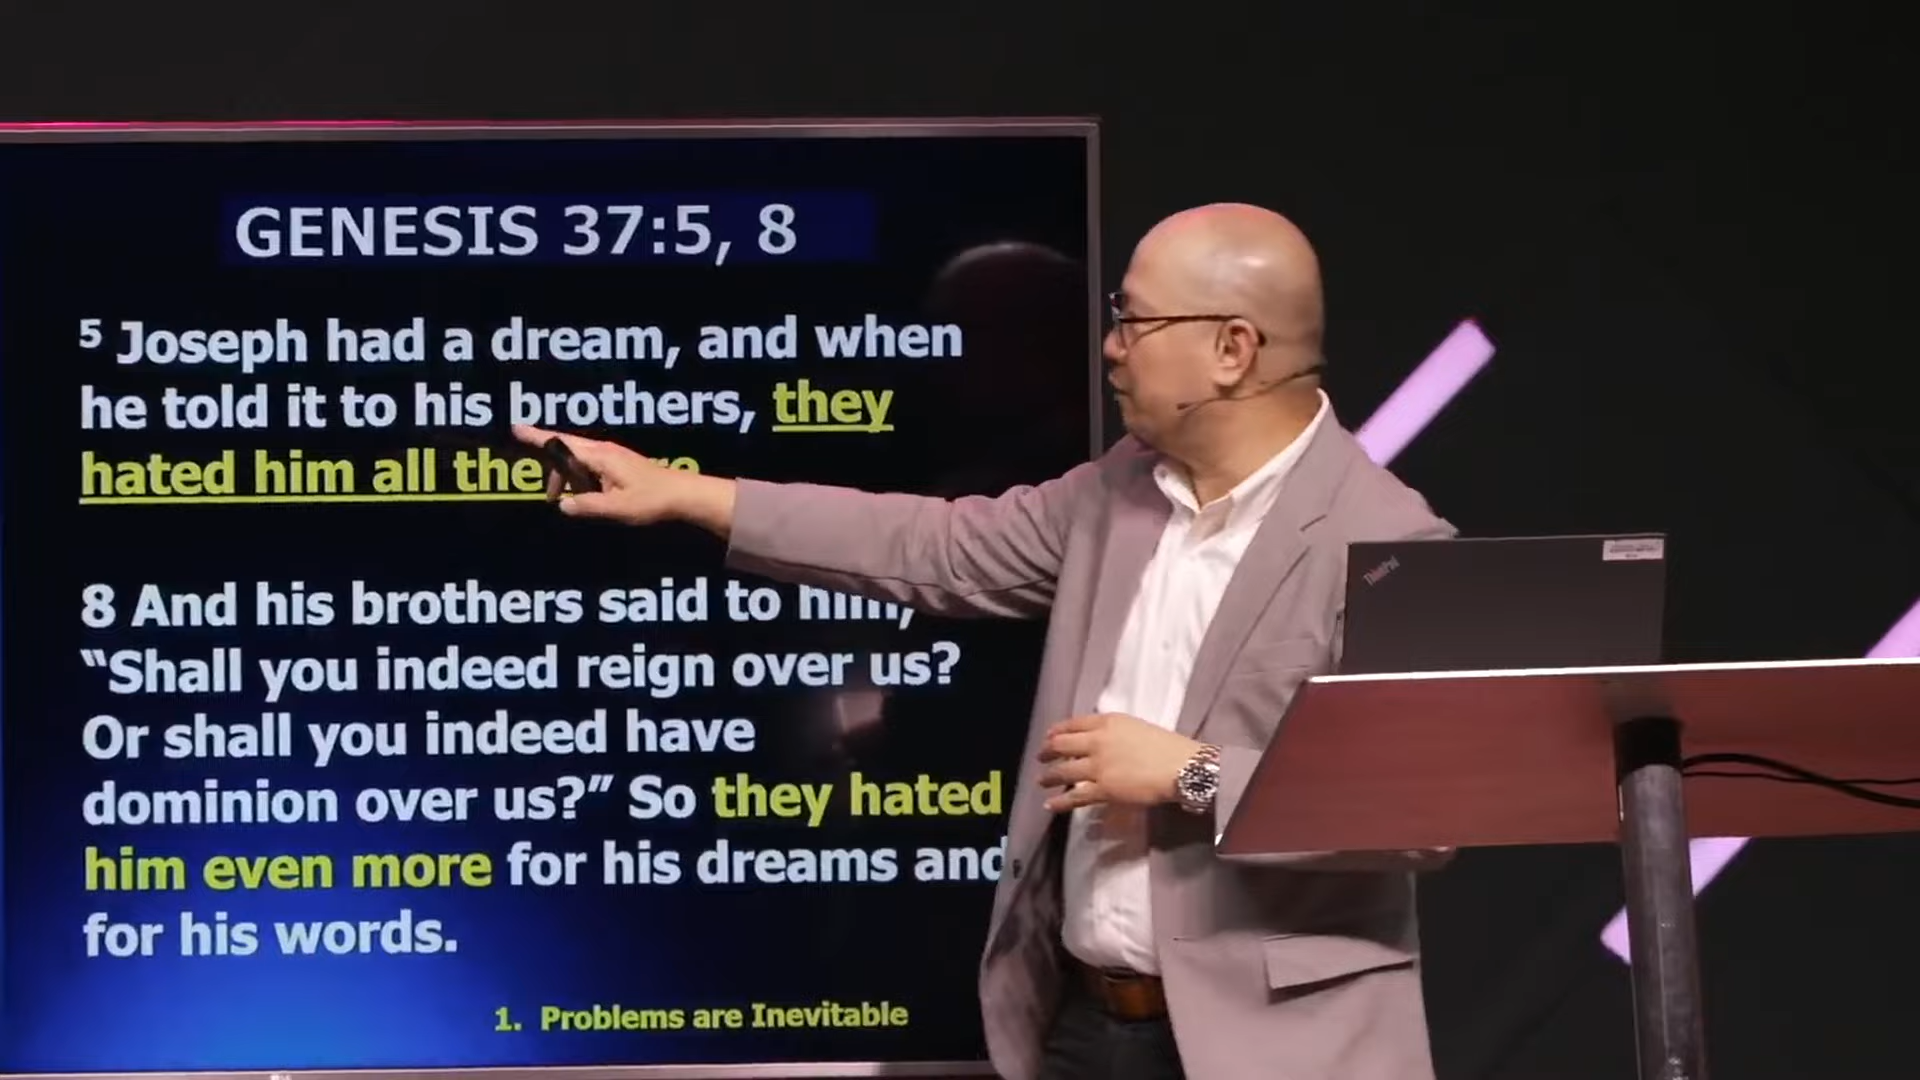 GENESIS 37:5, 8
5 Joseph had a dream, and when
he told it to his brothers, they
hated him all the
8 And his brothers said to him,
“Shall you indeed reign over us?
Or shall you indeed have
dominion over us?” So they hated
him even more for his dreams and
for his words.
1. Problems are Inevitable
ThinkPad